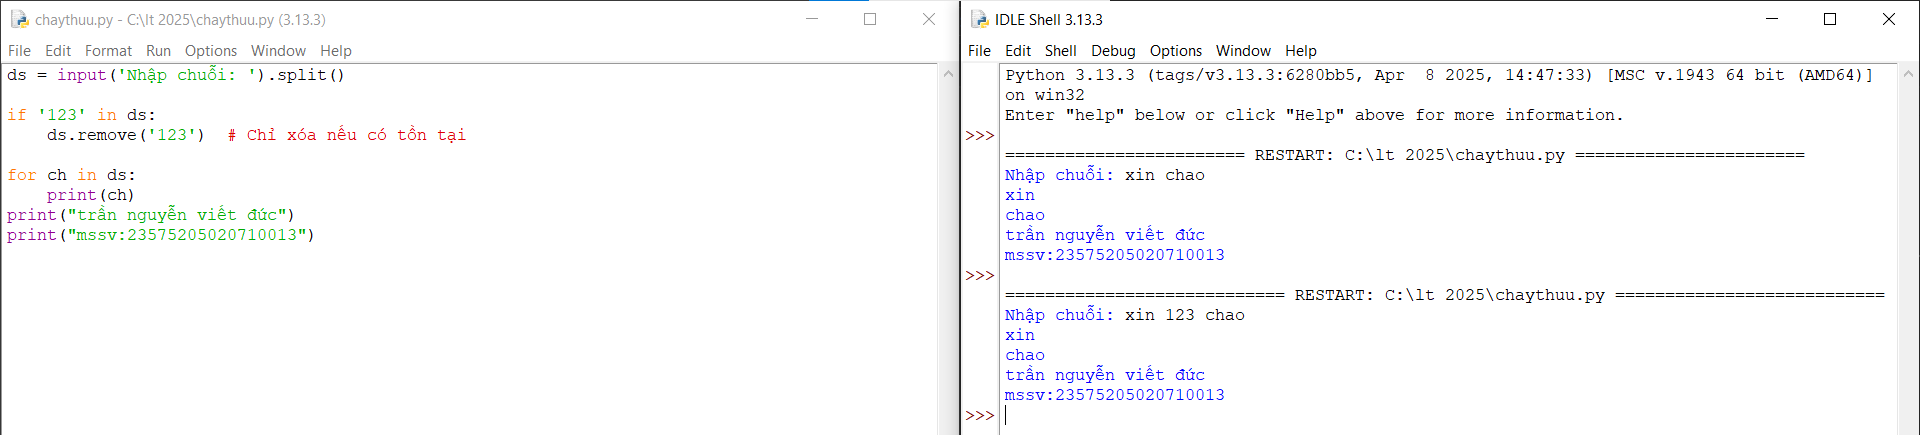 chaythuu.py - C:\lt 2025\chaythuu.py (3.13.3)
File Edit Format Run Options Window Help
ds = input('Nhập chuỗi: ').split()
if '123' in ds:
    ds.remove('123')  # Chỉ xóa nếu có tồn tại
for ch in ds:
    print(ch)
print("trần nguyễn viết đức")
print("mssv:23575205020710013")
IDLE Shell 3.13.3
File Edit Shell Debug Options Window Help
Python 3.13.3 (tags/v3.13.3:6280bb5, Apr  8 2025, 14:47:33) [MSC v.1943 64 bit (AMD64)]
on win32
Enter "help" below or click "Help" above for more information.
>>>
======================== RESTART: C:\lt 2025\chaythuu.py =======================
Nhập chuỗi: xin chao
xin
chao
trần nguyễn viết đức
mssv:23575205020710013
>>>
============================ RESTART: C:\lt 2025\chaythuu.py ===========================
Nhập chuỗi: xin 123 chao
xin
chao
trần nguyễn viết đức
mssv:23575205020710013
>>>